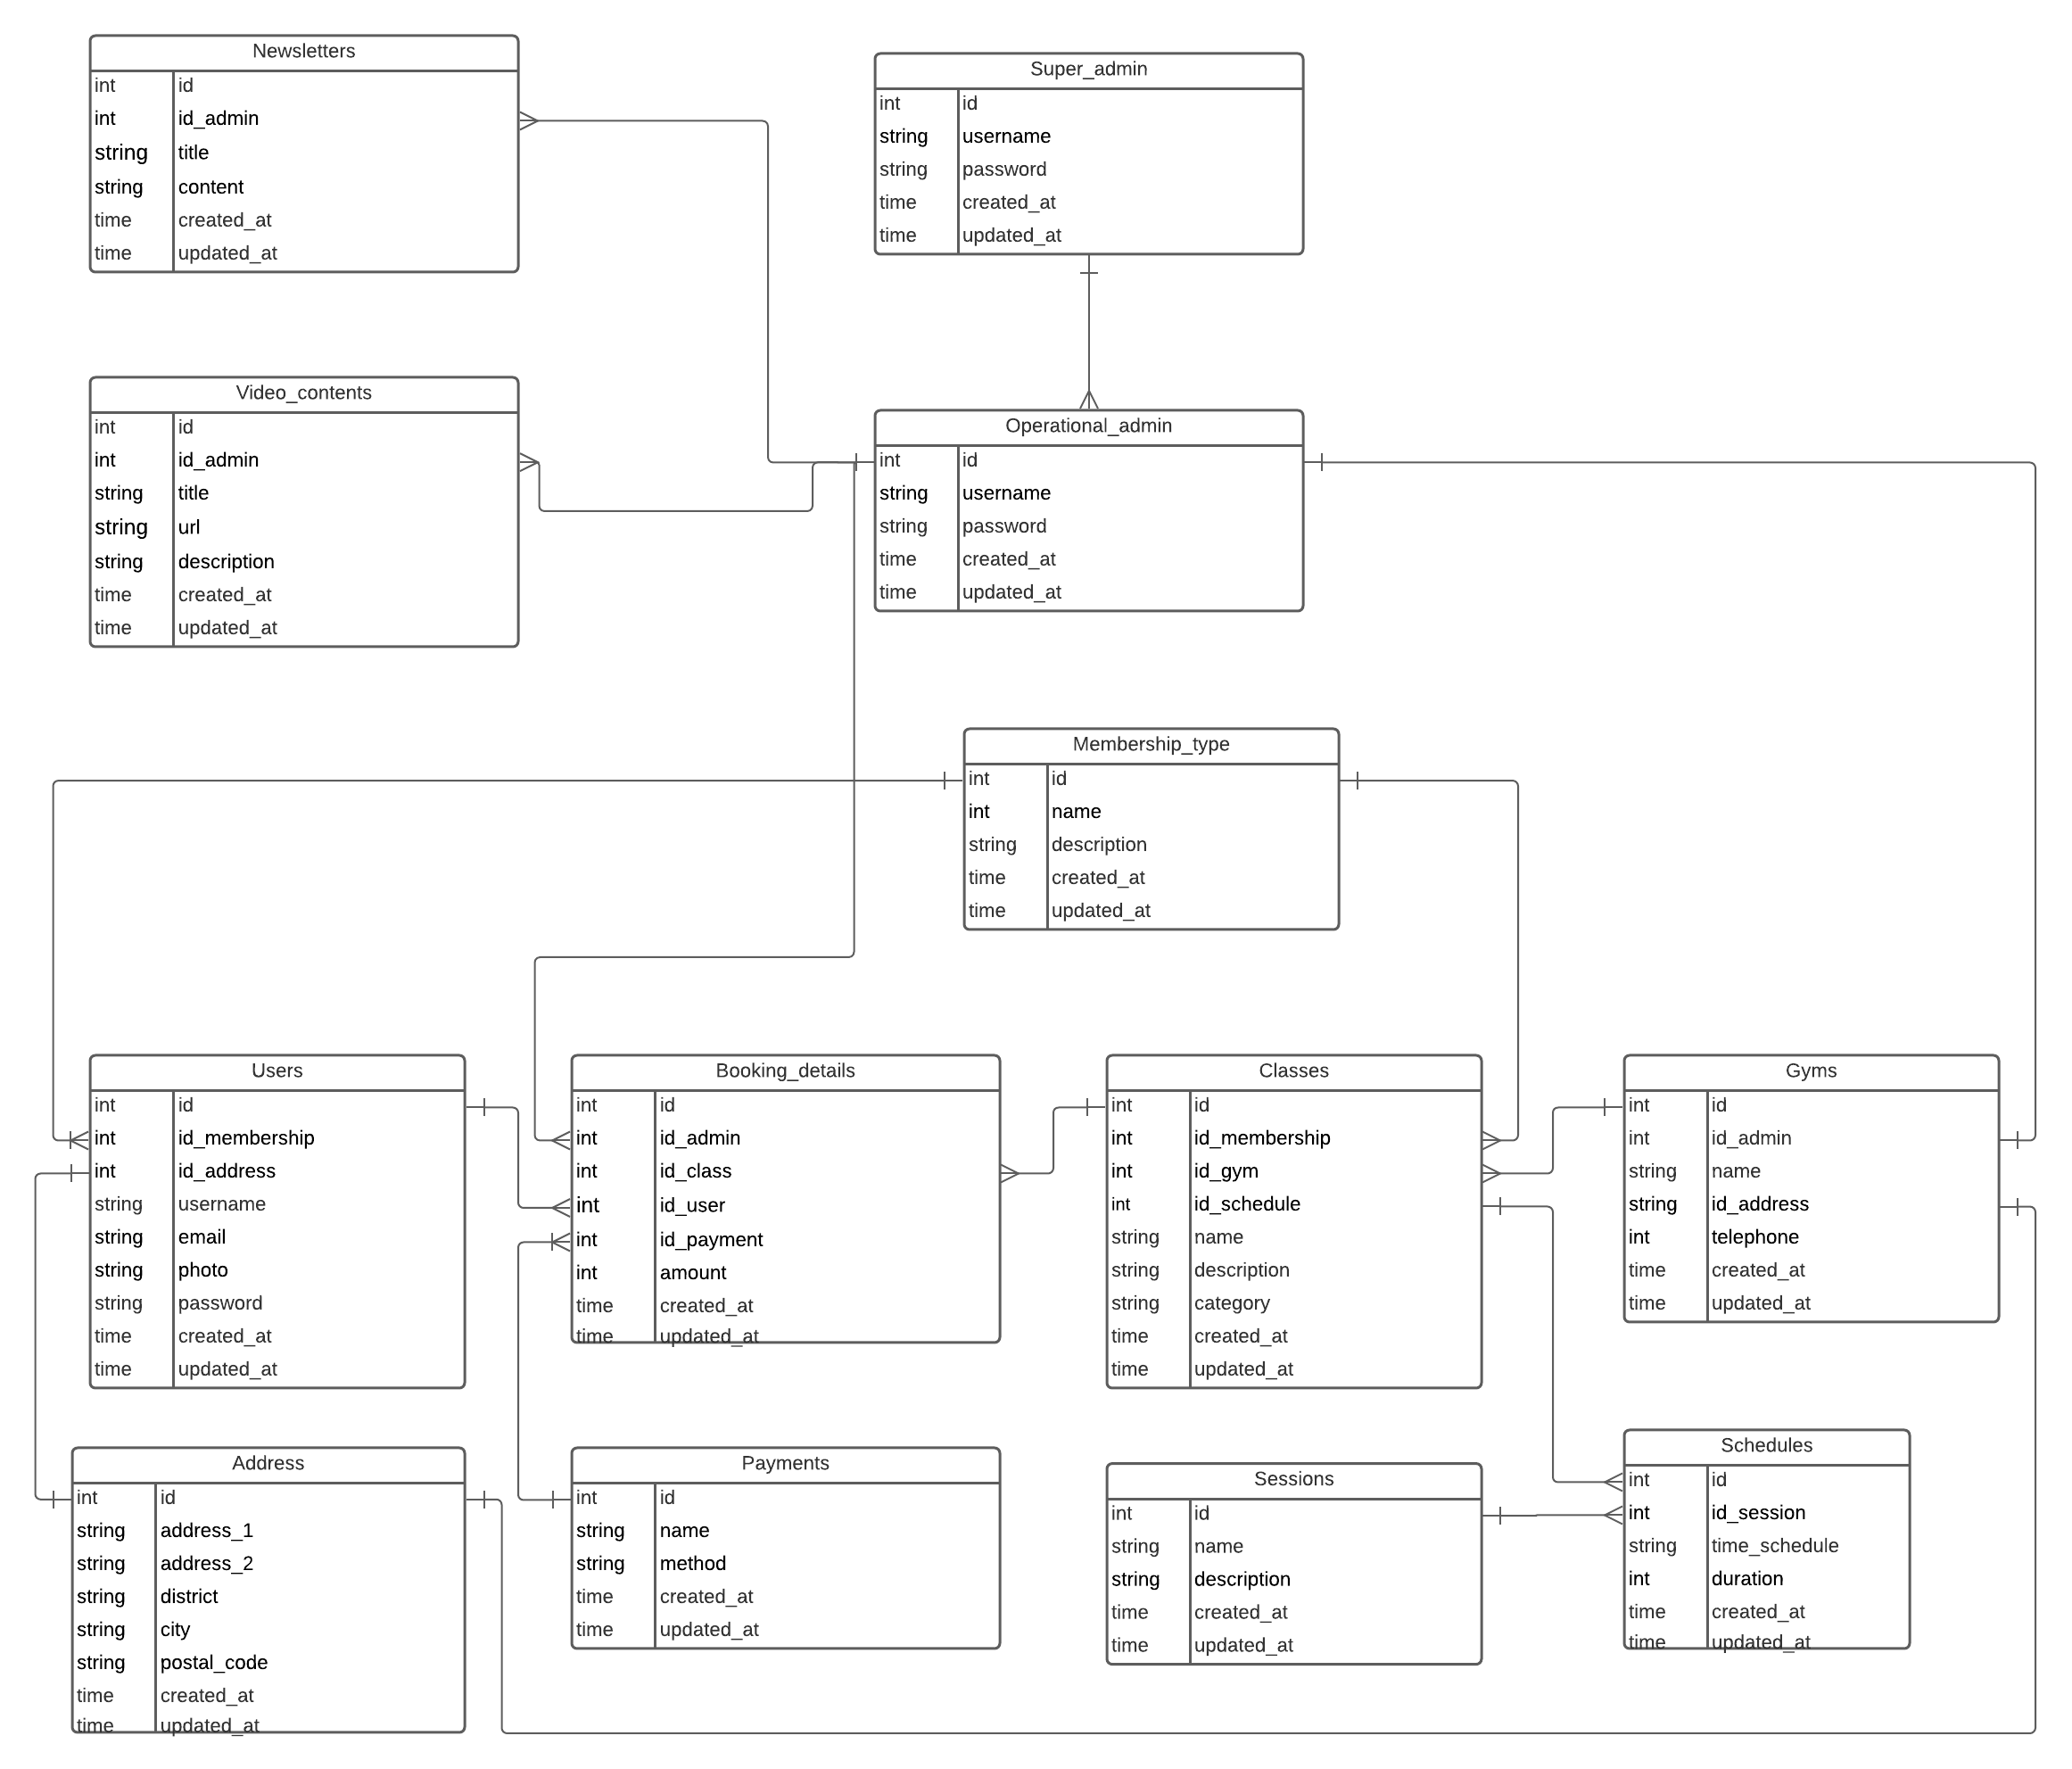 Newsletters
int id
int id_admin
string title
string content
time created_at
time updated_at
Super_admin
int id
string username
string password
time created_at
time updated_at
Video_contents
int id
int id_admin
string title
string url
string description
time created_at
time updated_at
Operational_admin
int id
string username
string password
time created_at
time updated_at
Membership_type
int id
int name
string description
time created_at
time updated_at
Users
int id
int id_membership
int id_address
string username
string email
string photo
string password
time created_at
time updated_at
Booking_details
int id
int id_admin
int id_class
int id_user
int id_payment
int amount
time created_at
time updated_at
Classes
int id
int id_membership
int id_gym
int id_schedule
string name
string description
string category
time created_at
time updated_at
Gyms
int id
int id_admin
string name
string id_address
int telephone
time created_at
time updated_at
Address
int id
string address_1
string address_2
string district
string city
string postal_code
time created_at
time updated_at
Payments
int id
string name
string method
time created_at
time updated_at
Sessions
int id
string name
string description
time created_at
time updated_at
Schedules
int id
int id_session
string time_schedule
int duration
time created_at
time updated_at